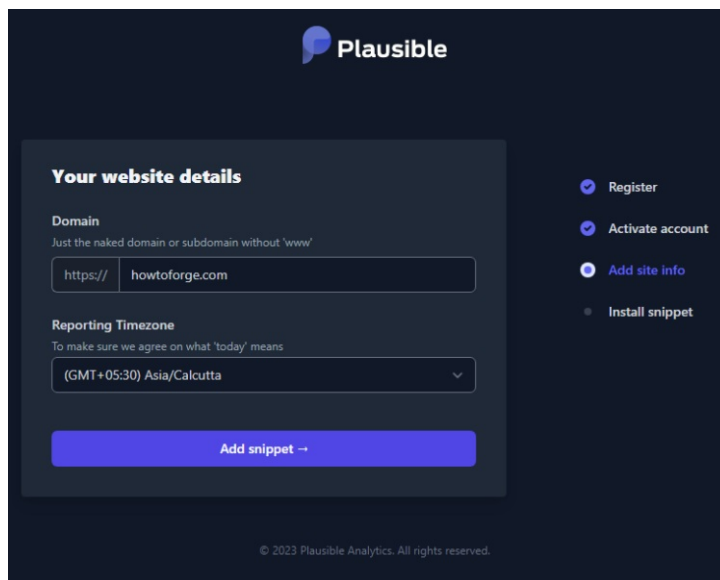 Plausible
Your website details
Domain
Just the naked domain or subdomain without 'www'
https:// howtoforge.com
Reporting Timezone
To make sure we agree on what 'today' means
(GMT+05:30) Asia/Calcutta
Add snippet →
Register
Activate account
Add site info
Install snippet
© 2023 Plausible Analytics. All rights reserved.